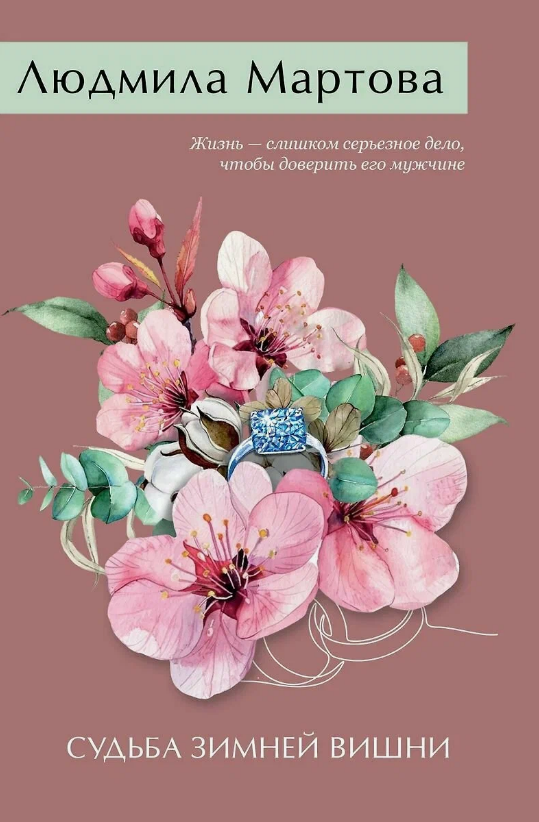 Людмила Мартова
Жизнь — слишком серьезное дело,
чтобы доверить его мужчине
СУДЬБА ЗИМНЕЙ ВИШНИ